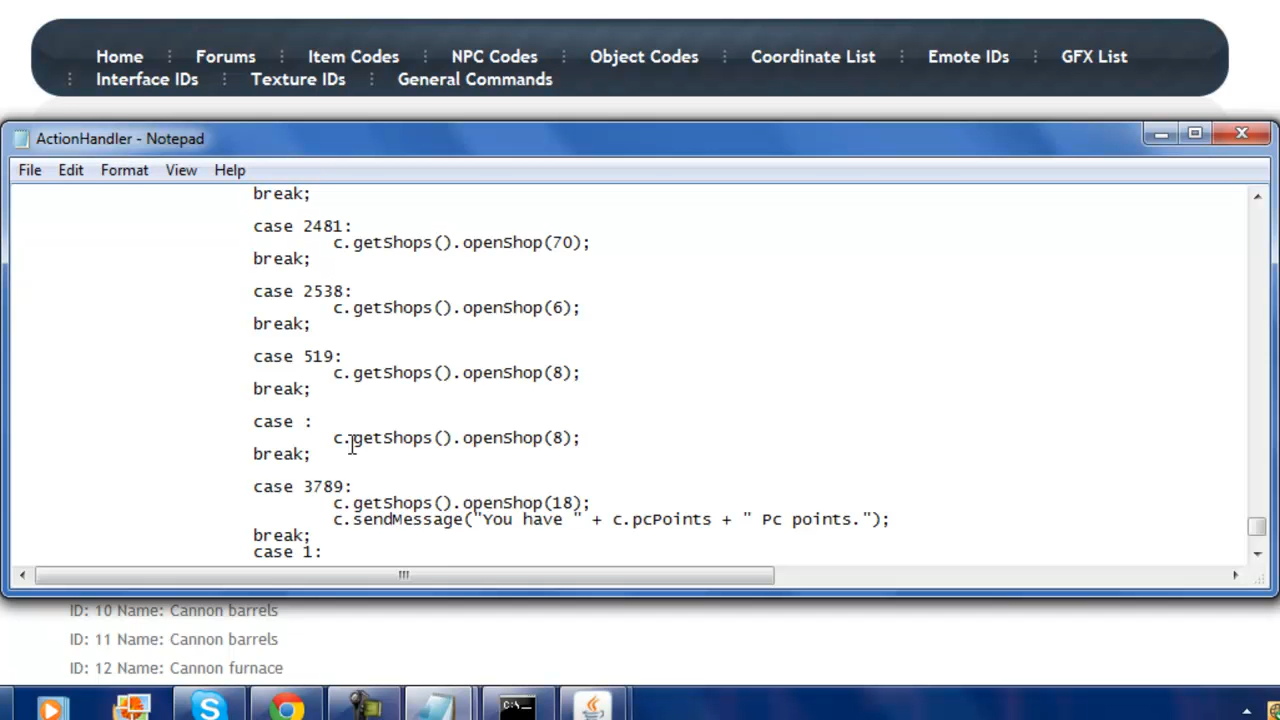 Home Forums Item Codes NPC Codes Object Codes Coordinate List Emote IDs GFX List
Interface IDs Texture IDs General Commands
ActionHandler - Notepad
File Edit Format View Help
break;
case 2481:
c.getShops().openShop(70);
break;
case 2538:
c.getShops().openShop(6);
break;
case 519:
c.getShops().openShop(8);
break;
case :
c.getShops().openShop(8);
break;
case 3789:
c.getShops().openShop(18);
c.sendMessage("You have " + c.pcPoints + " Pc points.");
break;
case 1:
ID: 10 Name: Cannon barrels
ID: 11 Name: Cannon barrels
ID: 12 Name: Cannon furnace